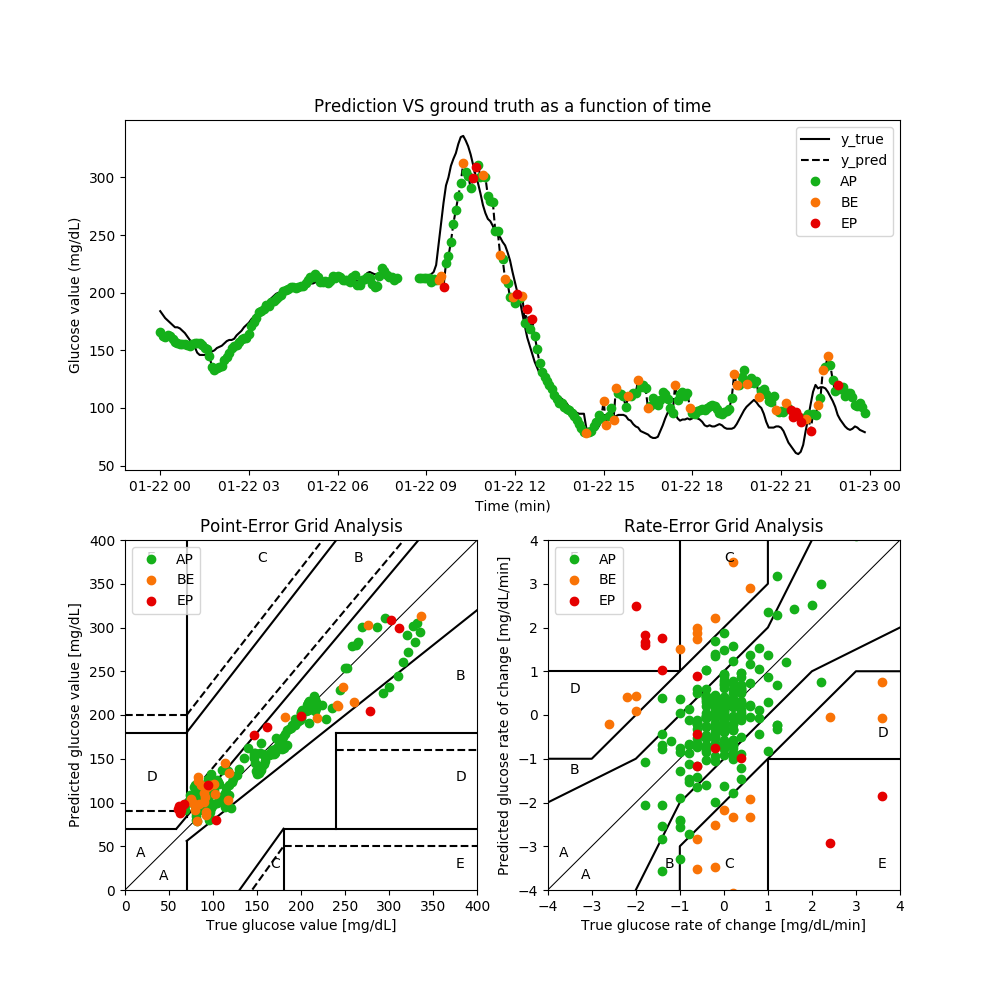 Prediction VS ground truth as a function of time
Glucose value (mg/dL)
300
250
200
150
100
50
y_true
y_pred
AP
BE
EP
01-22 00 01-22 03 01-22 06 01-22 09 01-22 12 01-22 15 01-22 18 01-22 21 01-23 00
Time (min)
Point-Error Grid Analysis
Predicted glucose value [mg/dL]
400
350
300
250
200
150
100
50
0
AP
BE
EP
C
B
B
D
D
A
A
C
E
0 50 100 150 200 250 300 350 400
True glucose value [mg/dL]
Rate-Error Grid Analysis
Predicted glucose rate of change [mg/dL/min]
4
3
2
1
0
−1
−2
−3
−4
AP
BE
EP
C
D
D
B
A
A
B
C
E
−4 −3 −2 −1 0 1 2 3 4
True glucose rate of change [mg/dL/min]